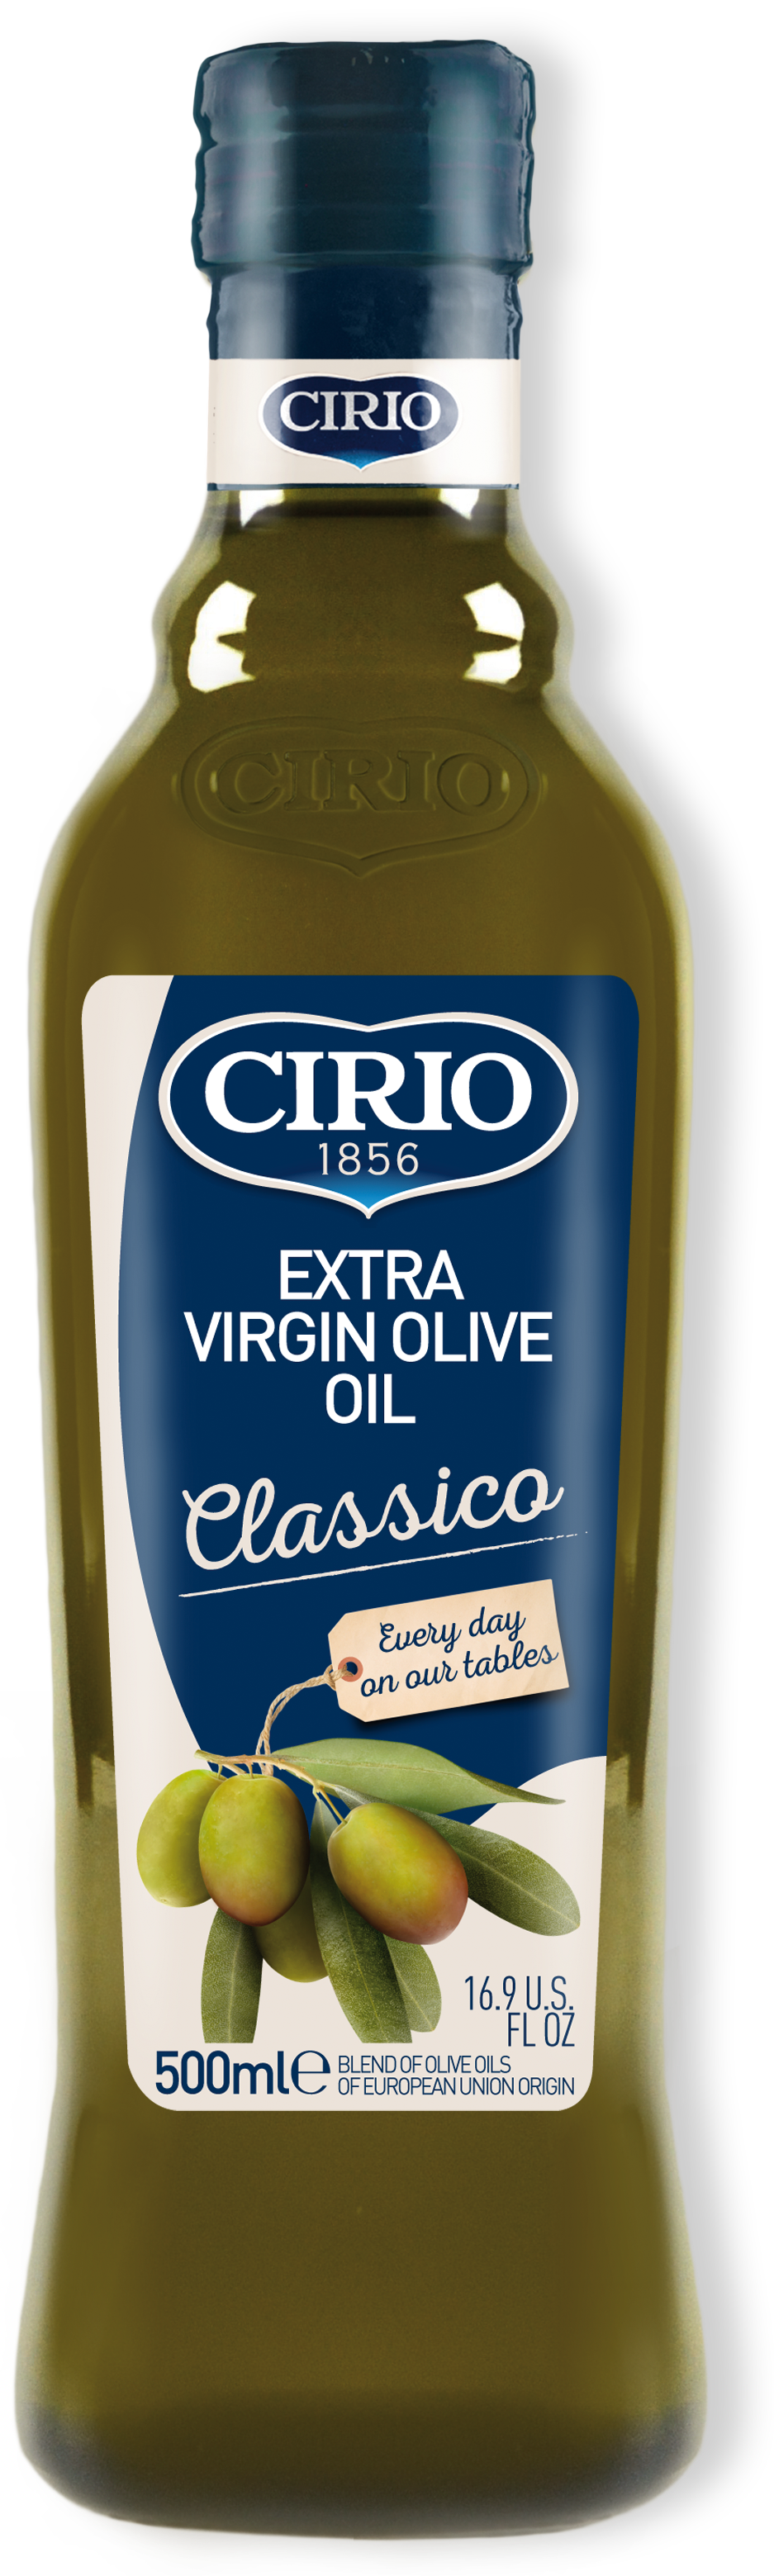 CIRIO
CIRIO
CIRIO
1856
EXTRA
VIRGIN OLIVE
OIL
Classico
Every day
on our tables
16.9 U.S.
FL OZ
500ml e
BLEND OF OLIVE OILS
OF EUROPEAN UNION ORIGIN